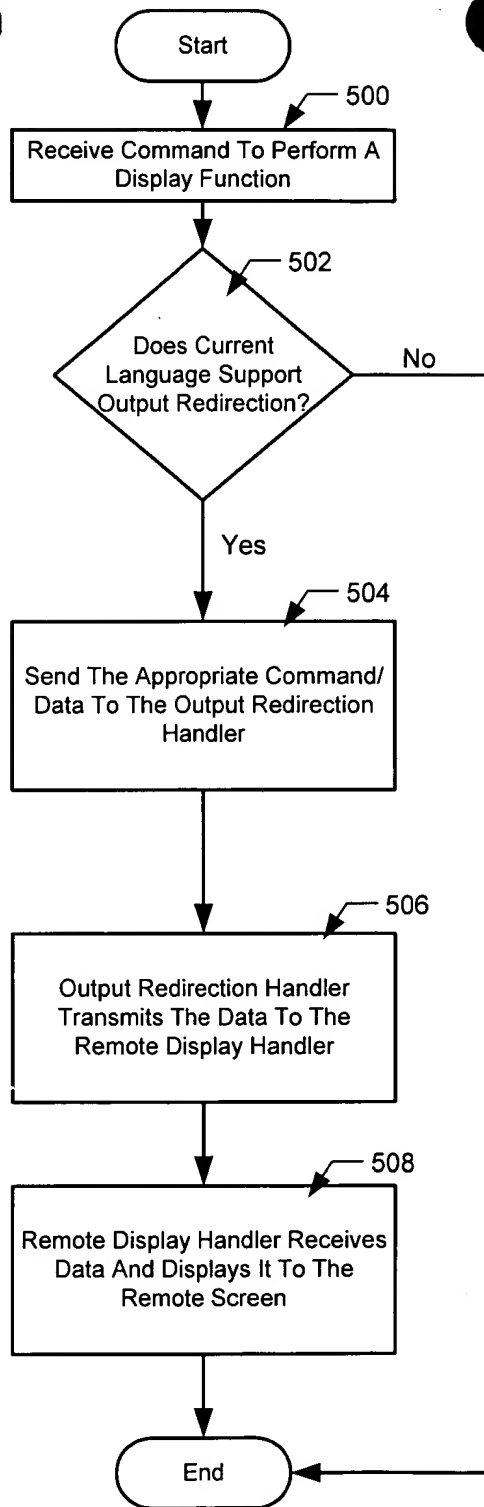 Start
500
Receive Command To Perform A
Display Function
502
Does Current
Language Support
Output Redirection?
No
Yes
504
Send The Appropriate Command/
Data To The Output Redirection
Handler
506
Output Redirection Handler
Transmits The Data To The
Remote Display Handler
508
Remote Display Handler Receives
Data And Displays It To The
Remote Screen
End